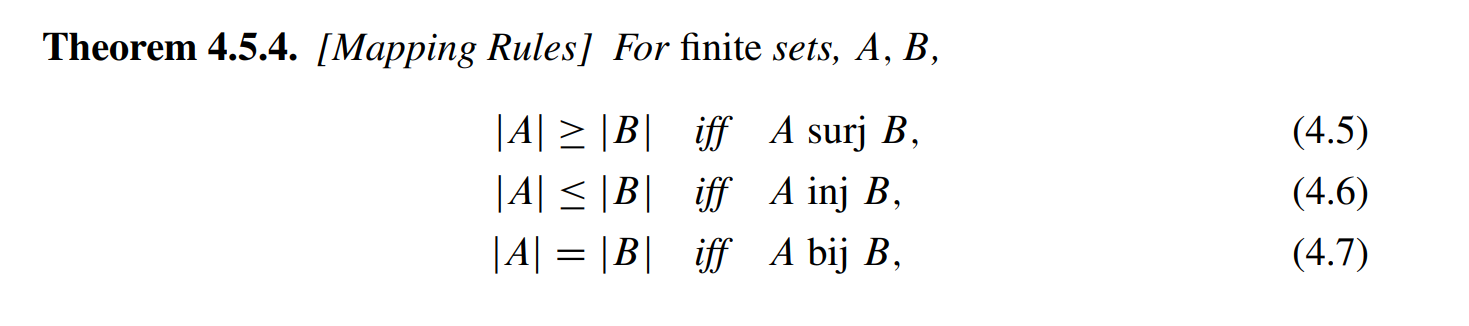 Theorem 4.5.4. [Mapping Rules] For finite sets, A, B,
|A| ≥ |B| iff A surj B, (4.5)
|A| ≤ |B| iff A inj B, (4.6)
|A| = |B| iff A bij B, (4.7)